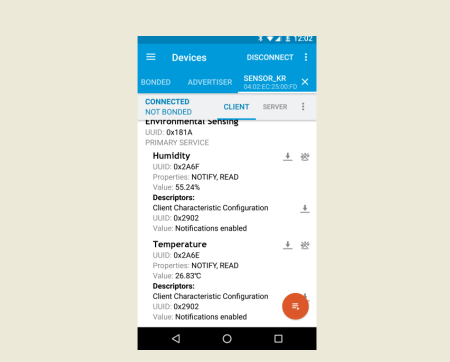 12:02
Devices
DISCONNECT
BONDED
ADVERTISER
SENSOR_KR
04:02:EC:25:00:FD
CONNECTED
NOT BONDED
CLIENT
SERVER
Environmental Sensing
UUID: 0x181A
PRIMARY SERVICE
Humidity
UUID: 0x2A6F
Properties: NOTIFY, READ
Value: 55.24%
Descriptors:
Client Characteristic Configuration
UUID: 0x2902
Value: Notifications enabled
Temperature
UUID: 0x2A6E
Properties: NOTIFY, READ
Value: 26.83°C
Descriptors:
Client Characteristic Configuration
UUID: 0x2902
Value: Notifications enabled